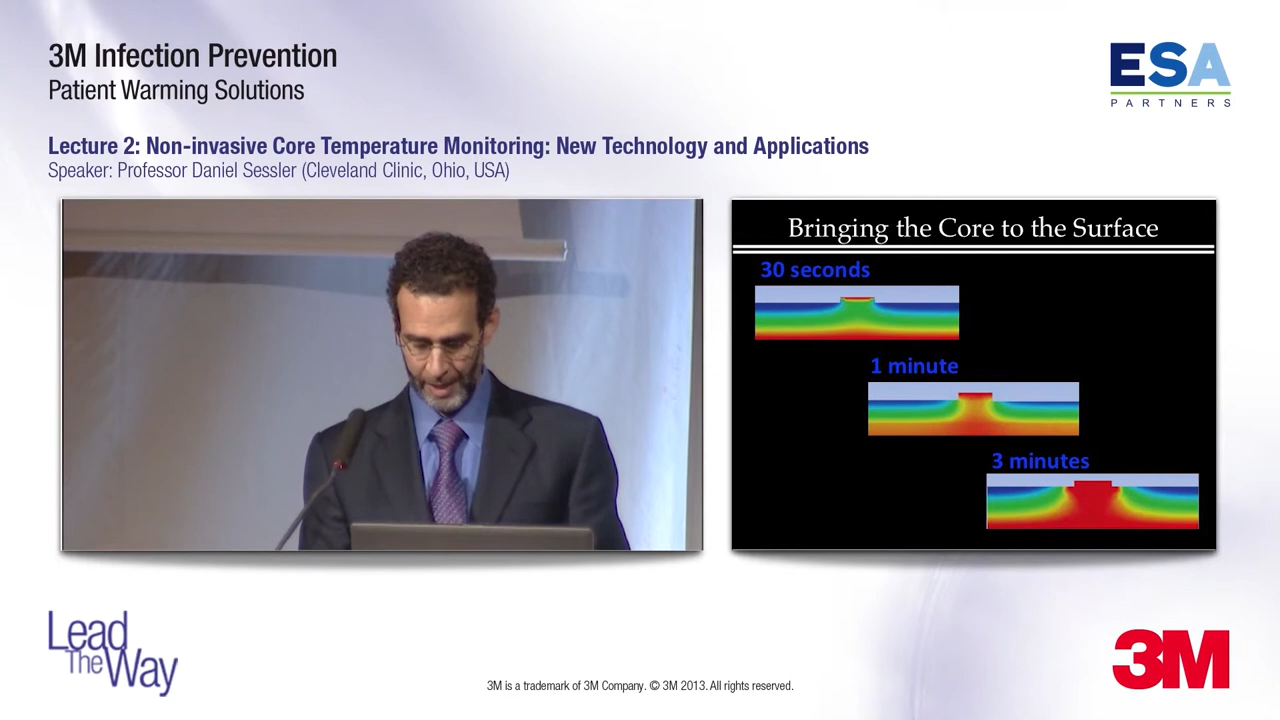 3M Infection Prevention
Patient Warming Solutions
ESA
PARTNERS
Lecture 2: Non-invasive Core Temperature Monitoring: New Technology and Applications
Speaker: Professor Daniel Sessler (Cleveland Clinic, Ohio, USA)
Bringing the Core to the Surface
30 seconds
1 minute
3 minutes
Lead
The Way
3M
3M is a trademark of 3M Company. © 3M 2013. All rights reserved.